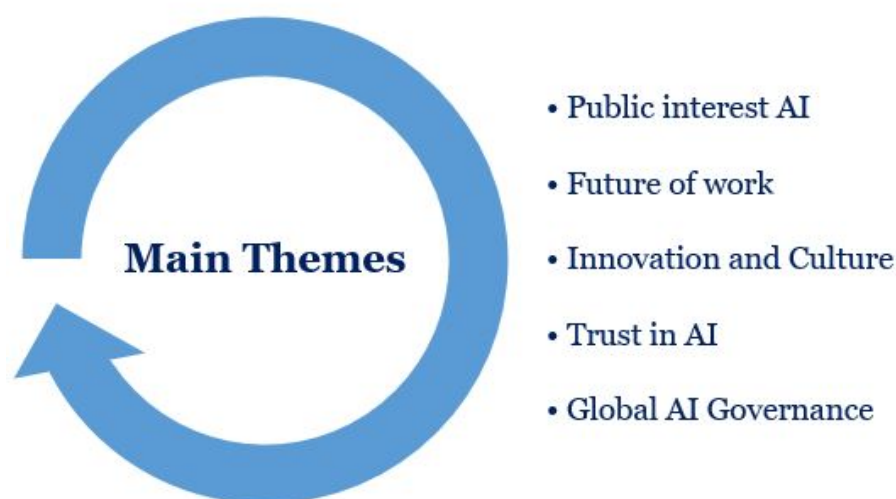 Main Themes
• Public interest AI
• Future of work
• Innovation and Culture
• Trust in AI
• Global AI Governance